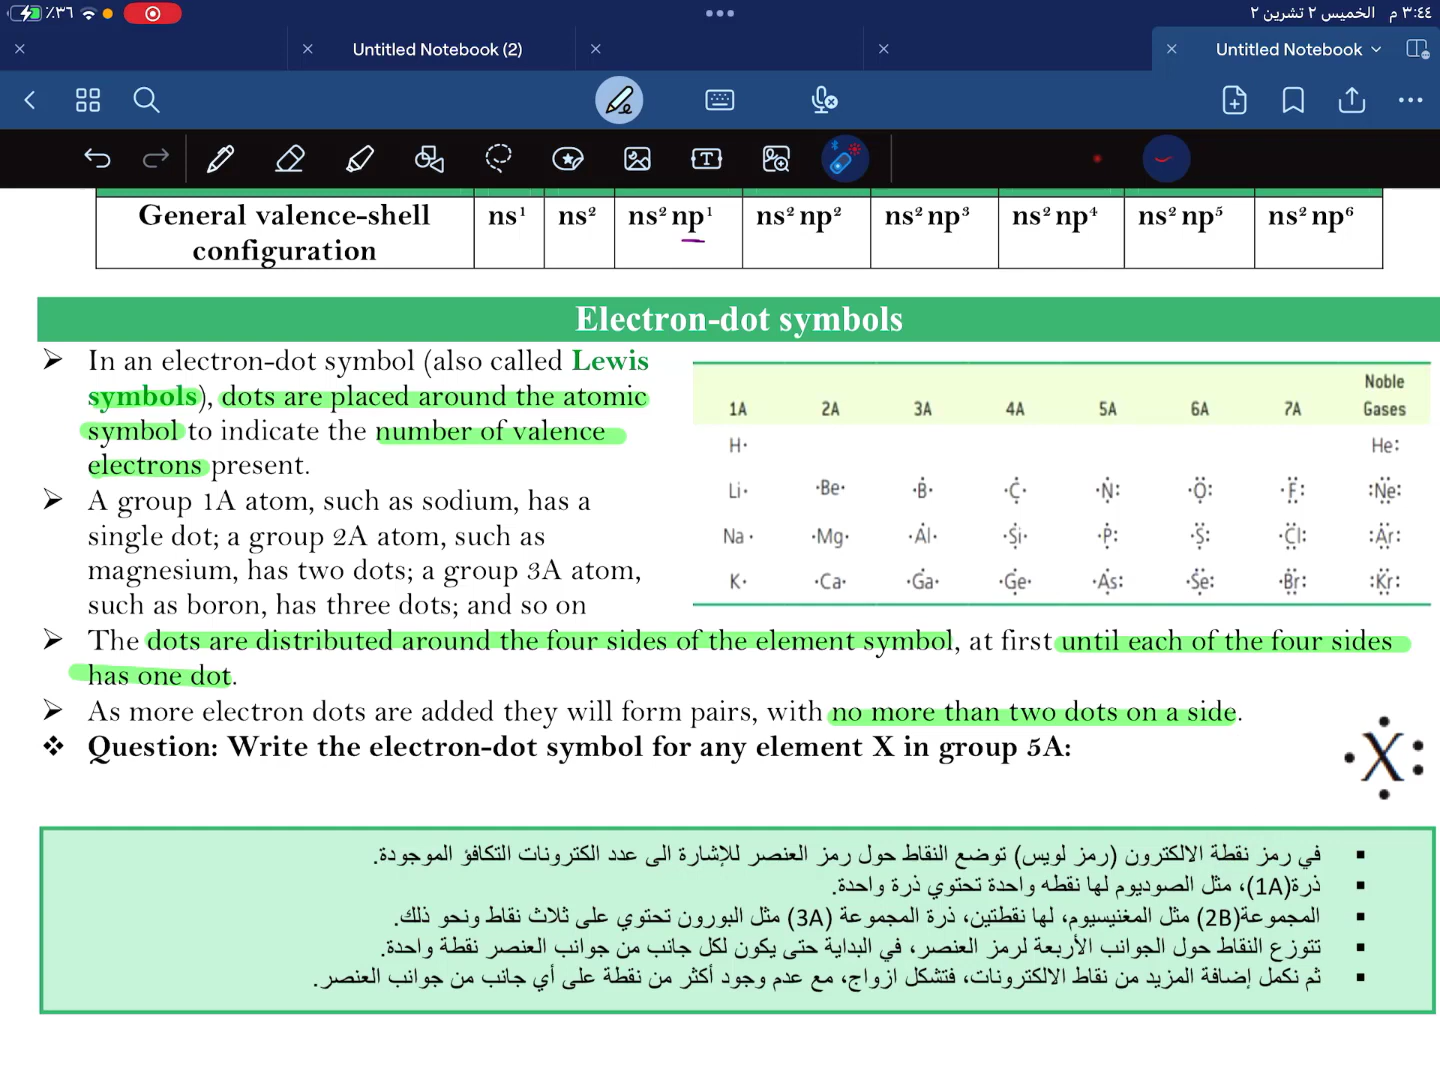 ٪٣٦
٣:٤٤ م الخميس ٢ تشرين ٢
Untitled Notebook (2)
Untitled Notebook
General valence-shell configuration ns¹ ns² ns² np¹ ns² np² ns² np³ ns² np⁴ ns² np⁵ ns² np⁶
Electron-dot symbols
➢ In an electron-dot symbol (also called Lewis
symbols), dots are placed around the atomic
symbol to indicate the number of valence
electrons present.
➢ A group 1A atom, such as sodium, has a
single dot; a group 2A atom, such as
magnesium, has two dots; a group 3A atom,
such as boron, has three dots; and so on
1A 2A 3A 4A 5A 6A 7A Noble Gases
H· He:
Li· ·Be· ·B· ·C· ·N: ·O: ·F: :Ne:
Na· ·Mg· ·Al· ·Si· ·P: ·S: ·Cl: :Ar:
K· ·Ca· ·Ga· ·Ge· ·As: ·Se: ·Br: :Kr:
➢ The dots are distributed around the four sides of the element symbol, at first until each of the four sides
has one dot.
➢ As more electron dots are added they will form pairs, with no more than two dots on a side.
❖ Question: Write the electron-dot symbol for any element X in group 5A:
·X:
▪ في رمز نقطة الالكترون (رمز لويس) توضع النقاط حول رمز العنصر للإشارة الى عدد الكترونات التكافؤ الموجودة.
▪ ذرة(1A)، مثل الصوديوم لها نقطه واحدة تحتوي ذرة واحدة.
▪ المجموعة(2B) مثل المغنيسيوم، لها نقطتين، ذرة المجموعة (3A) مثل البورون تحتوي على ثلاث نقاط ونحو ذلك.
▪ تتوزع النقاط حول الجوانب الأربعة لرمز العنصر، في البداية حتى يكون لكل جانب من جوانب العنصر نقطة واحدة.
▪ ثم نكمل إضافة المزيد من نقاط الالكترونات، فتشكل ازواج، مع عدم وجود أكثر من نقطة على أي جانب من جوانب العنصر.